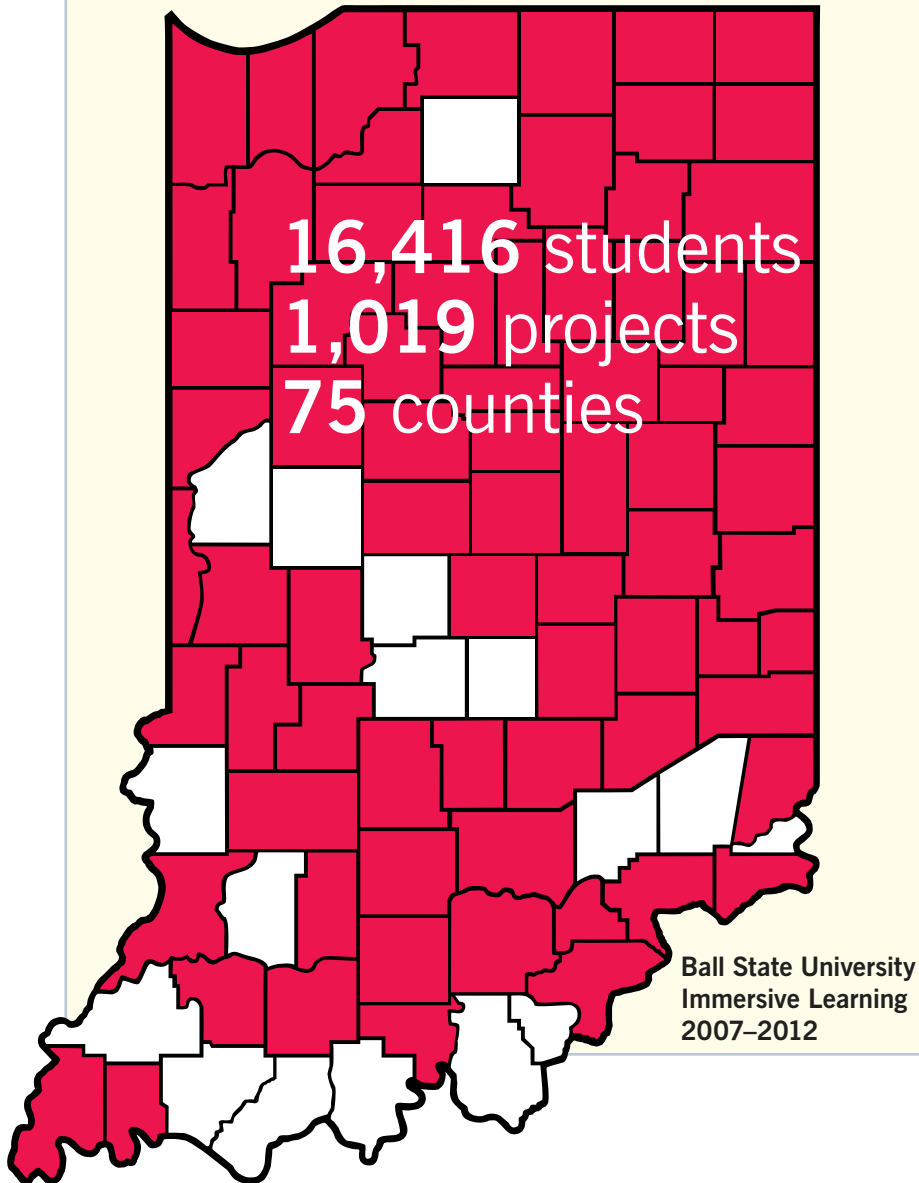 16,416 students
1,019 projects
75 counties
Ball State University
Immersive Learning
2007–2012